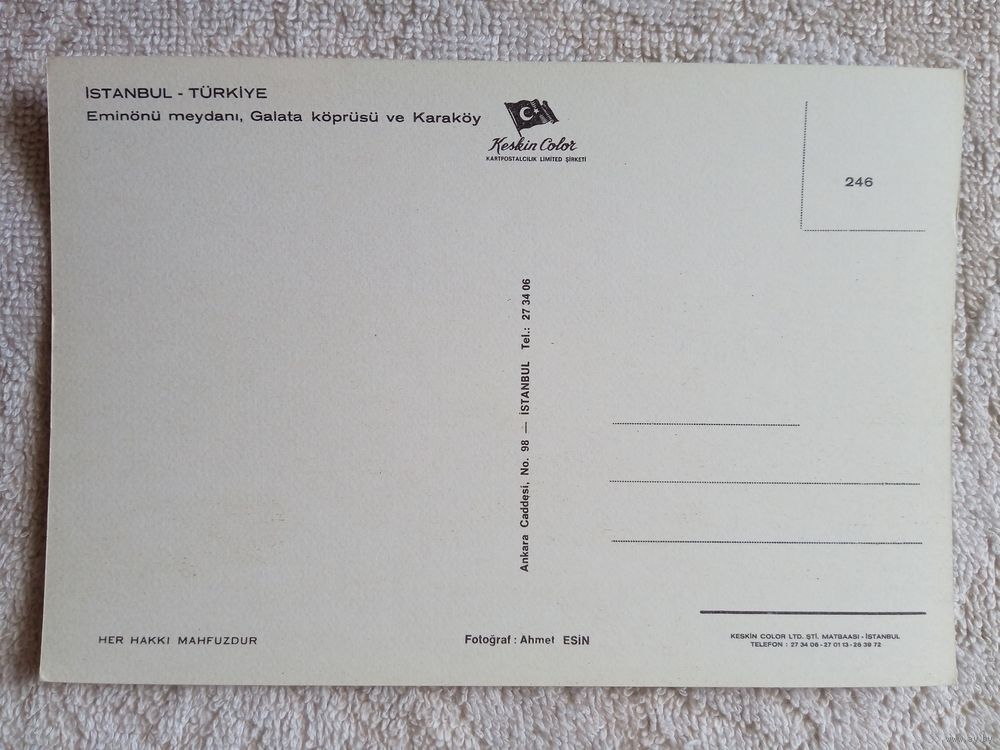 İSTANBUL - TÜRKİYE
Eminönü meydanı, Galata köprüsü ve Karaköy
Keskin Color
KARTPOSTALCILIK LIMITED ŞİRKETİ
246
Ankara Caddesi, No. 98 — İSTANBUL Tel.: 27 34 06
HER HAKKI MAHFUZDUR
Fotoğraf : Ahmet ESİN
KESKİN COLOR LTD. ŞTİ. MATBAASI - İSTANBUL
TELEFON : 27 34 06 - 27 01 13 - 26 39 72